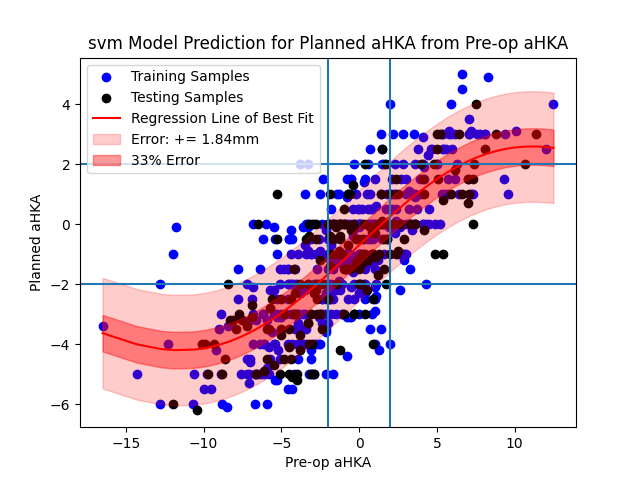 svm Model Prediction for Planned aHKA from Pre-op aHKA
Training Samples
Testing Samples
Regression Line of Best Fit
Error: += 1.84mm
33% Error
4
2
0
−2
−4
−6
Planned aHKA
−15
−10
−5
0
5
10
Pre-op aHKA